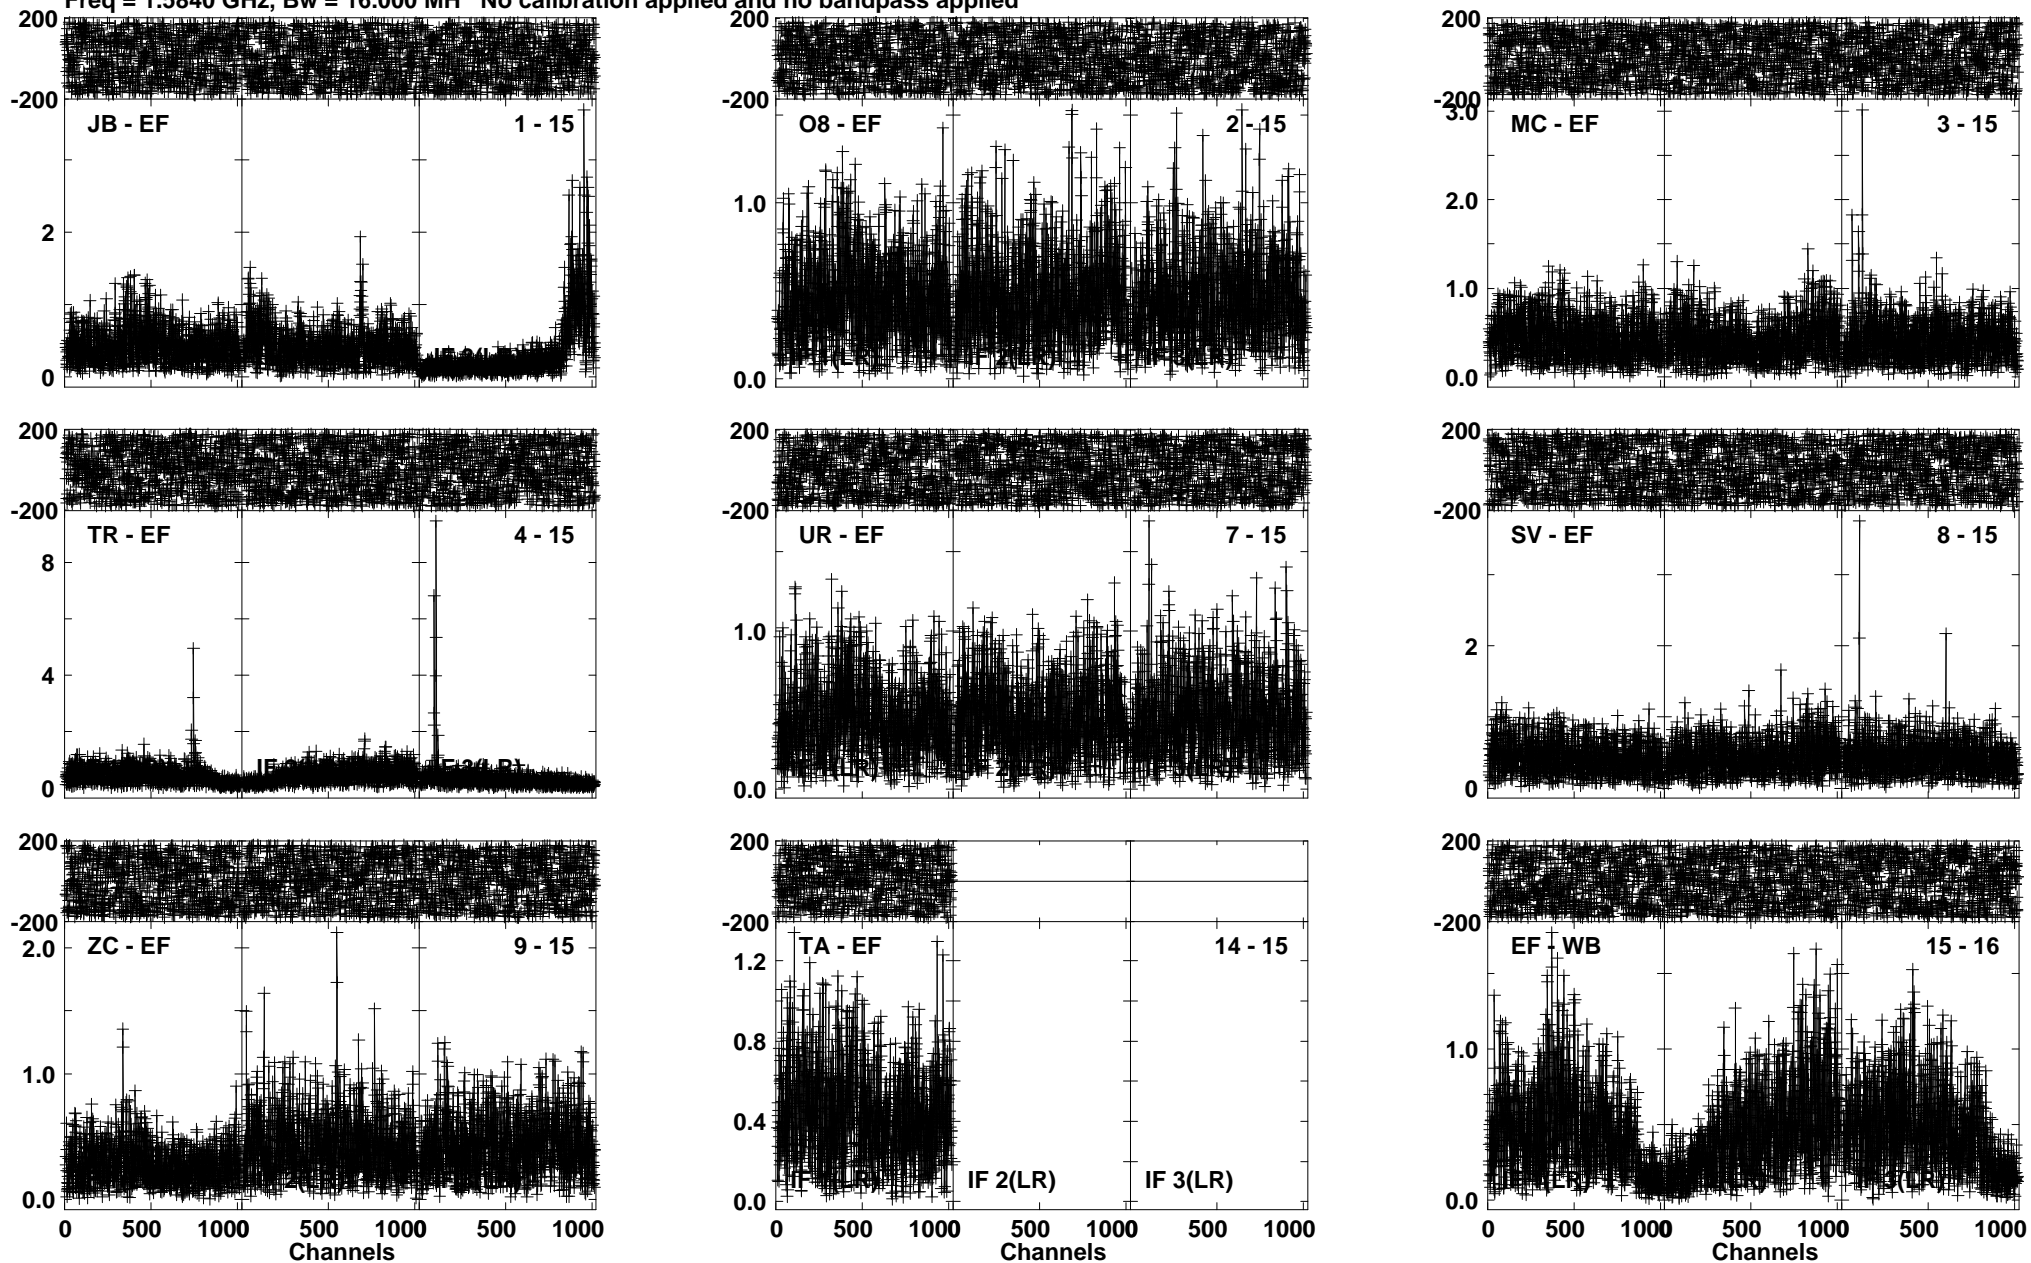 Freq = 1.5840 GHz, Bw = 16.000 MH No calibration applied and no bandpass applied
200 200 200
-200 -200 -200
JB - EF 1 - 15 O8 - EF 2 - 15 MC - EF 3 - 15
3.0
2 1.0 2.0
1.0
0 0.0 0.0
200 200 200
-200 -200 -200
TR - EF 4 - 15 UR - EF 7 - 15 SV - EF 8 - 15
8
4 1.0 2
0 0.0 0
200 200 200
-200 -200 -200
ZC - EF 9 - 15 TA - EF 14 - 15 EF - WB 15 - 16
2.0 1.2
1.0 0.8 1.0
0.4
IF 2(LR) IF 3(LR)
0.0 0.0 0.0
0 500 1000 500 1000 500 0 500 1000 500 1000 500 1000 0 500 1000 500 1000 500 1000
Channels Channels